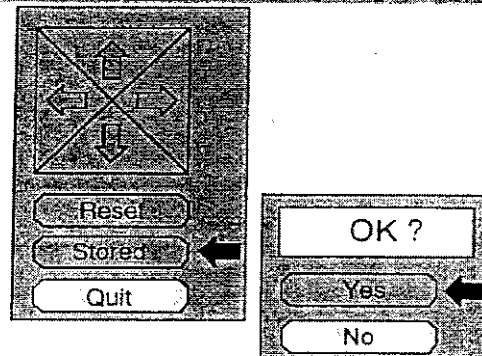 Reset
Stored
Quit
OK ?
Yes
No